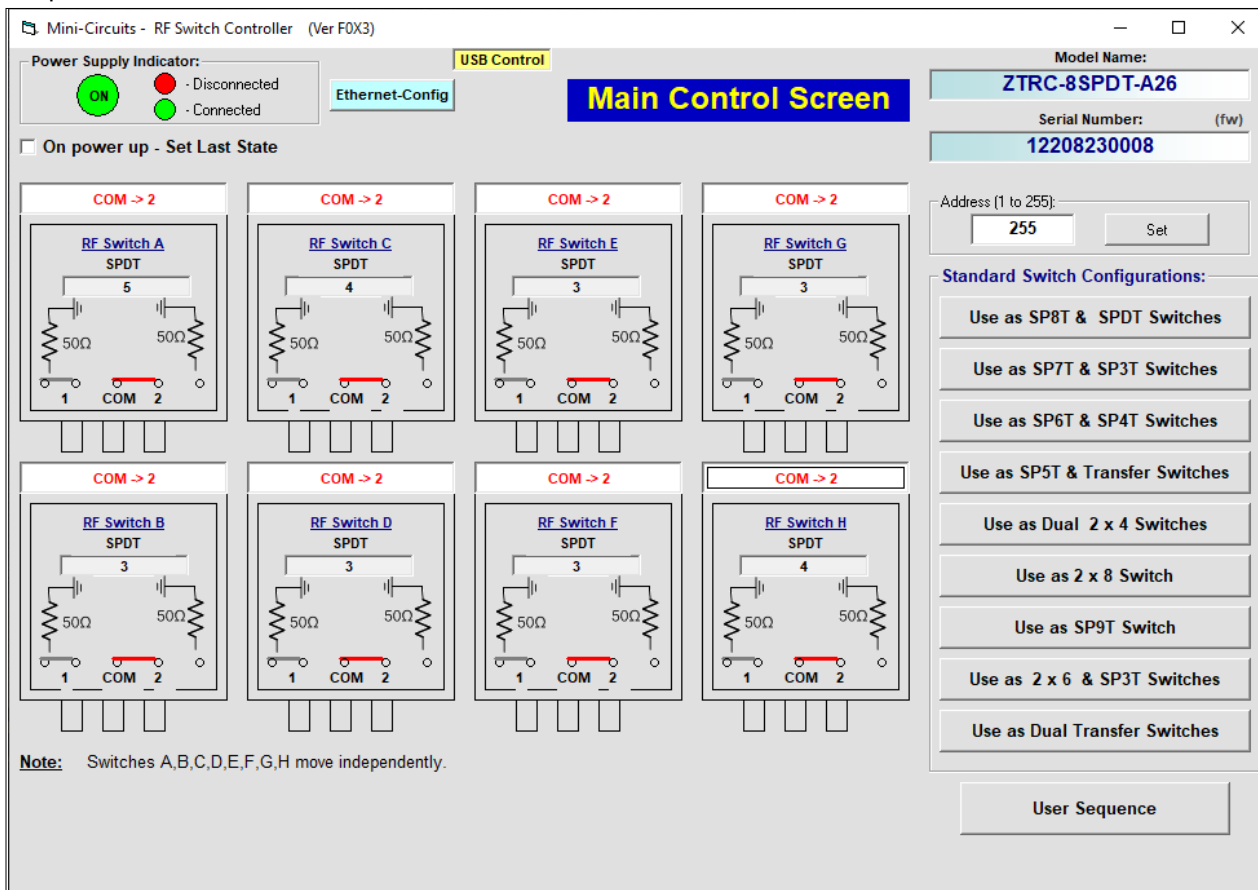 Mini-Circuits - RF Switch Controller (Ver F0X3)
Power Supply Indicator:
ON
- Disconnected
- Connected
USB Control
Ethernet-Config
Main Control Screen
Model Name:
ZTRC-8SPDT-A26
Serial Number: (fw)
12208230008
On power up - Set Last State
Address (1 to 255):
255 Set
COM -> 2 COM -> 2 COM -> 2 COM -> 2
RF Switch A RF Switch C RF Switch E RF Switch G
SPDT SPDT SPDT SPDT
5 4 3 3
50Ω 50Ω 50Ω 50Ω 50Ω 50Ω 50Ω 50Ω
1 COM 2 1 COM 2 1 COM 2 1 COM 2
COM -> 2 COM -> 2 COM -> 2 COM -> 2
RF Switch B RF Switch D RF Switch F RF Switch H
SPDT SPDT SPDT SPDT
3 3 3 4
50Ω 50Ω 50Ω 50Ω 50Ω 50Ω 50Ω 50Ω
1 COM 2 1 COM 2 1 COM 2 1 COM 2
Note: Switches A,B,C,D,E,F,G,H move independently.
Standard Switch Configurations:
Use as SP8T & SPDT Switches
Use as SP7T & SP3T Switches
Use as SP6T & SP4T Switches
Use as SP5T & Transfer Switches
Use as Dual 2 x 4 Switches
Use as 2 x 8 Switch
Use as SP9T Switch
Use as 2 x 6 & SP3T Switches
Use as Dual Transfer Switches
User Sequence